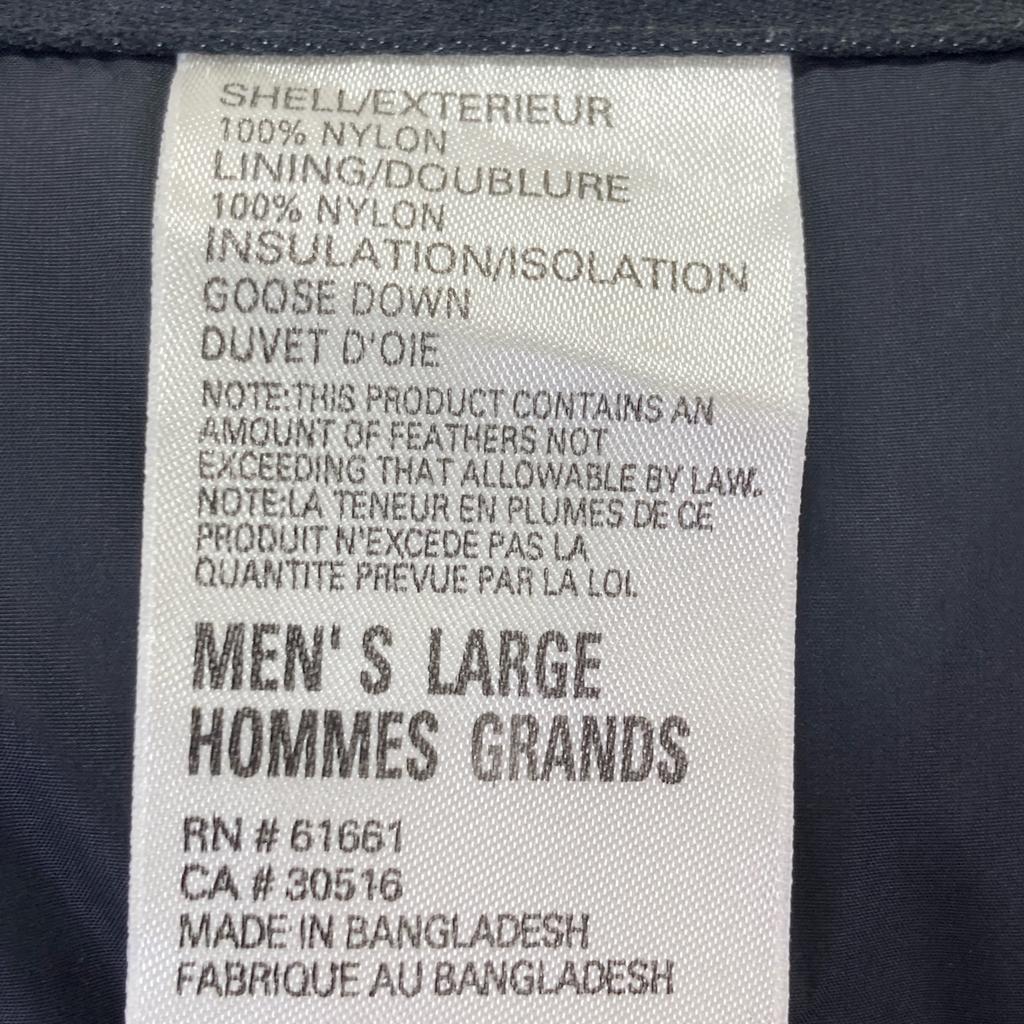 SHELL/EXTERIEUR
100% NYLON
LINING/DOUBLURE
100% NYLON
INSULATION/ISOLATION
GOOSE DOWN
DUVET D'OIE
NOTE:THIS PRODUCT CONTAINS AN
AMOUNT OF FEATHERS NOT
EXCEEDING THAT ALLOWABLE BY LAW.
NOTE:LA TENEUR EN PLUMES DE CE
PRODUIT N'EXCEDE PAS LA
QUANTITE PREVUE PAR LA LOI.
MEN'S LARGE
HOMMES GRANDS
RN # 61661
CA # 30516
MADE IN BANGLADESH
FABRIQUE AU BANGLADESH